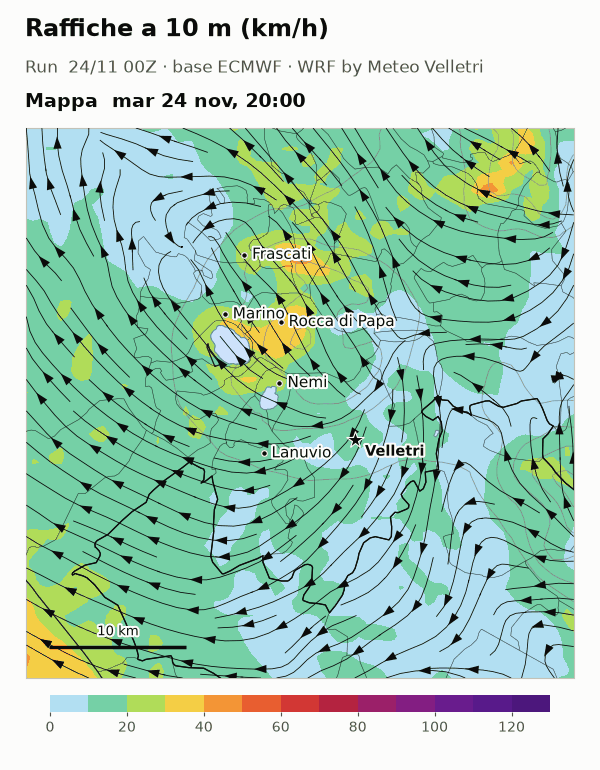 Raffiche a 10 m (km/h)
Run  24/11 00Z · base ECMWF · WRF by Meteo Velletri
Mappa  mar 24 nov, 20:00
Frascati
Marino
Rocca di Papa
Nemi
Lanuvio
Velletri
10 km
0 20 40 60 80 100 120